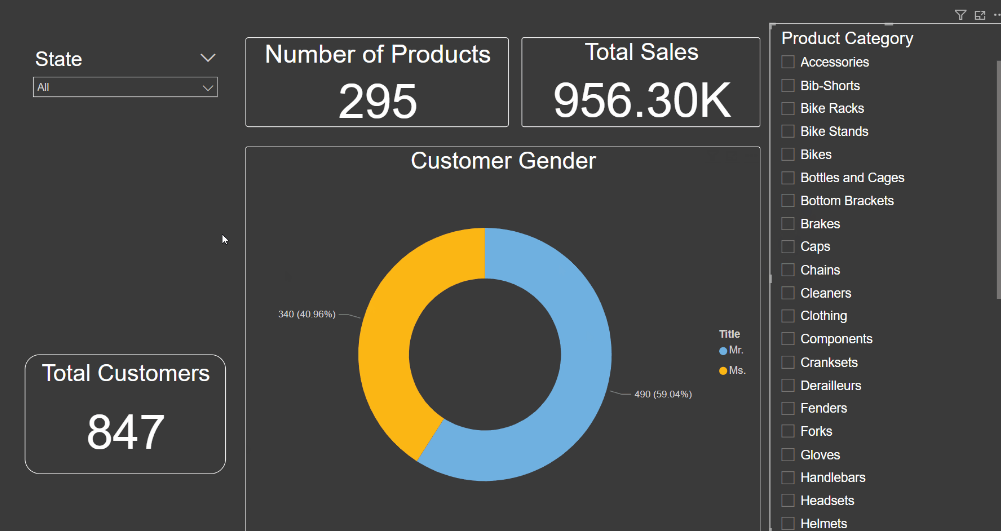 State
All
Number of Products
295
Total Sales
956.30K
Customer Gender
340 (40.96%)
490 (59.04%)
Title
Mr.
Ms.
Total Customers
847
Product Category
Accessories
Bib-Shorts
Bike Racks
Bike Stands
Bikes
Bottles and Cages
Bottom Brackets
Brakes
Caps
Chains
Cleaners
Clothing
Components
Cranksets
Derailleurs
Fenders
Forks
Gloves
Handlebars
Headsets
Helmets